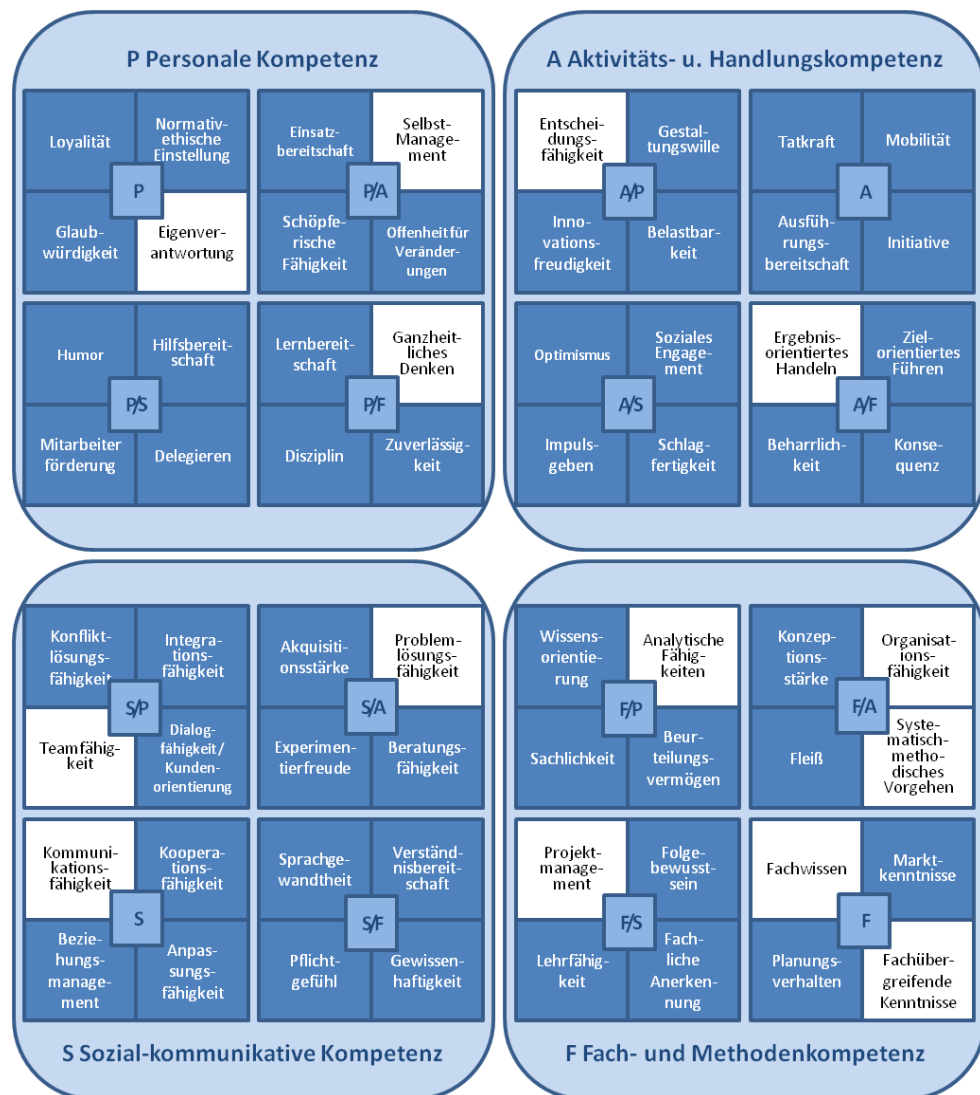 P Personale Kompetenz
Loyalität
Normativ-
ethische
Einstellung
P
Glaub-
würdigkeit
Eigenver-
antwortung
Einsatz-
bereitschaft
Selbst-
Manage-
ment
P/A
Schöpfe-
rische
Fähigkeit
Offenheit für
Veränder-
ungen
Humor
Hilfsbereit-
schaft
P/S
Mitarbeiter
förderung
Delegieren
Lernbereit-
schaft
Ganzheit-
liches
Denken
P/F
Disziplin
Zuverlässig-
keit
A Aktivitäts- u. Handlungskompetenz
Entschei-
dungs-
fähigkeit
Gestal-
tungswille
A/P
Inno-
vations-
freudigkeit
Belastbar-
keit
Tatkraft
Mobilität
A
Ausfüh-
rungs-
bereitschaft
Initiative
Optimismus
Soziales
Engage-
ment
A/S
Impuls-
geben
Schlag-
fertigkeit
Ergebnis-
orientiertes
Handeln
Ziel-
orientiertes
Führen
A/F
Beharrlich-
keit
Konse-
quenz
Konflikt-
lösungs-
fähigkeit
Integra-
tions-
fähigkeit
S/P
Teamfähig-
keit
Dialog-
fähigkeit/
Kunden-
orientierung
Akquisiti-
onsstärke
Problem-
lösungs-
fähigkeit
S/A
Experimen-
tierfreude
Beratungs-
fähigkeit
Kommuni-
kations-
fähigkeit
Koopera-
tions-
fähigkeit
S
Bezie-
hungs-
manage-
ment
Anpas-
sungs-
fähigkeit
Sprachge-
wandtheit
Verständ-
nisbereit-
schaft
S/F
Pflicht-
gefühl
Gewissen-
haftigkeit
S Sozial-kommunikative Kompetenz
Wissens-
orientie-
rung
Analytische
Fähig-
keiten
F/P
Sachlichkeit
Beur-
teilungs-
vermögen
Konzep-
tions-
stärke
Organisa-
tions-
fähigkeit
F/A
Fleiß
Syste-
matisch-
metho-
disches
Vorgehen
Projekt-
manage-
ment
Folge-
bewusst-
sein
F/S
Lehrfähig-
keit
Fach-
liche
Anerken-
nung
Fachwissen
Markt-
kenntnisse
F
Planungs-
verhalten
Fachüber-
greifende
Kenntnisse
F Fach- und Methodenkompetenz